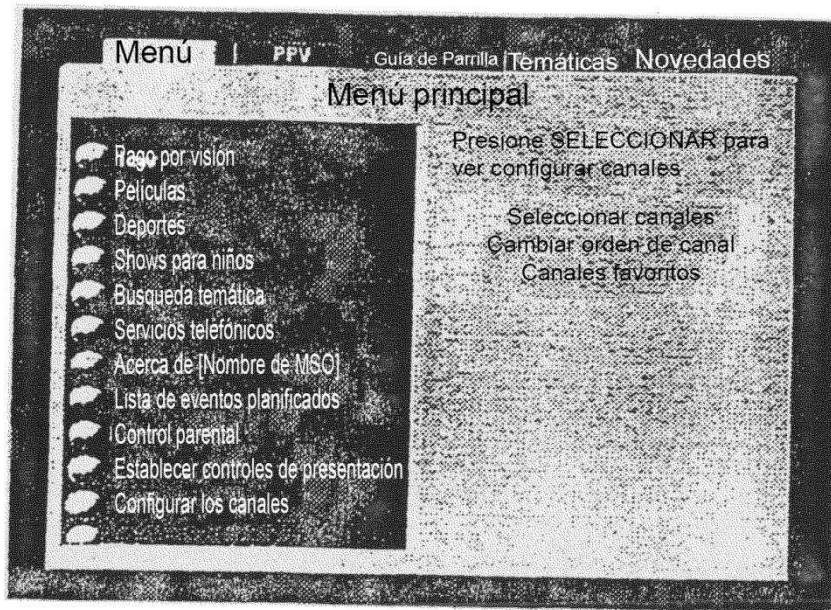 Menú | PPV Guía de Parrilla Temáticas Novedades
Menú principal
Pago por visión
Películas
Deportes
Shows para niños
Búsqueda temática
Servicios telefónicos
Acerca de [Nombre de MSO]
Lista de eventos planificados
Control parental
Establecer controles de presentación
Configurar los canales
Presione SELECCIONAR para
ver configurar canales
Seleccionar canales
Cambiar orden de canal
Canales favoritos